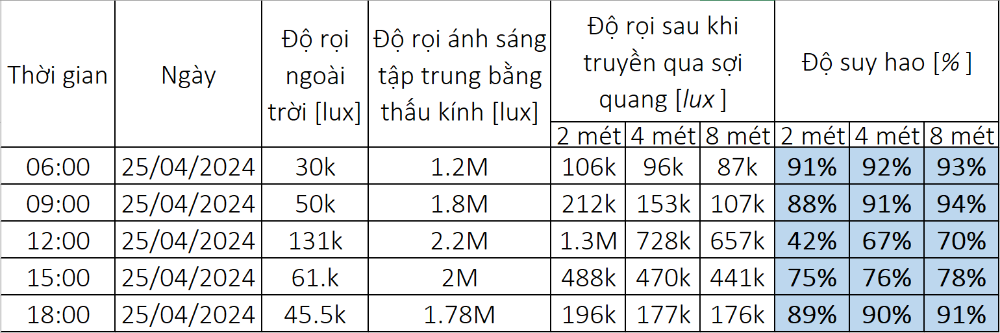 Thời gian
Ngày
Độ rọi
ngoài
trời [lux]
Độ rọi ánh sáng
tập trung bằng
thấu kính [lux]
Độ rọi sau khi
truyền qua sợi
quang [lux ]
Độ suy hao [% ]
2 mét 4 mét 8 mét 2 mét 4 mét 8 mét
06:00 25/04/2024 30k 1.2M 106k 96k 87k 91% 92% 93%
09:00 25/04/2024 50k 1.8M 212k 153k 107k 88% 91% 94%
12:00 25/04/2024 131k 2.2M 1.3M 728k 657k 42% 67% 70%
15:00 25/04/2024 61.k 2M 488k 470k 441k 75% 76% 78%
18:00 25/04/2024 45.5k 1.78M 196k 177k 176k 89% 90% 91%